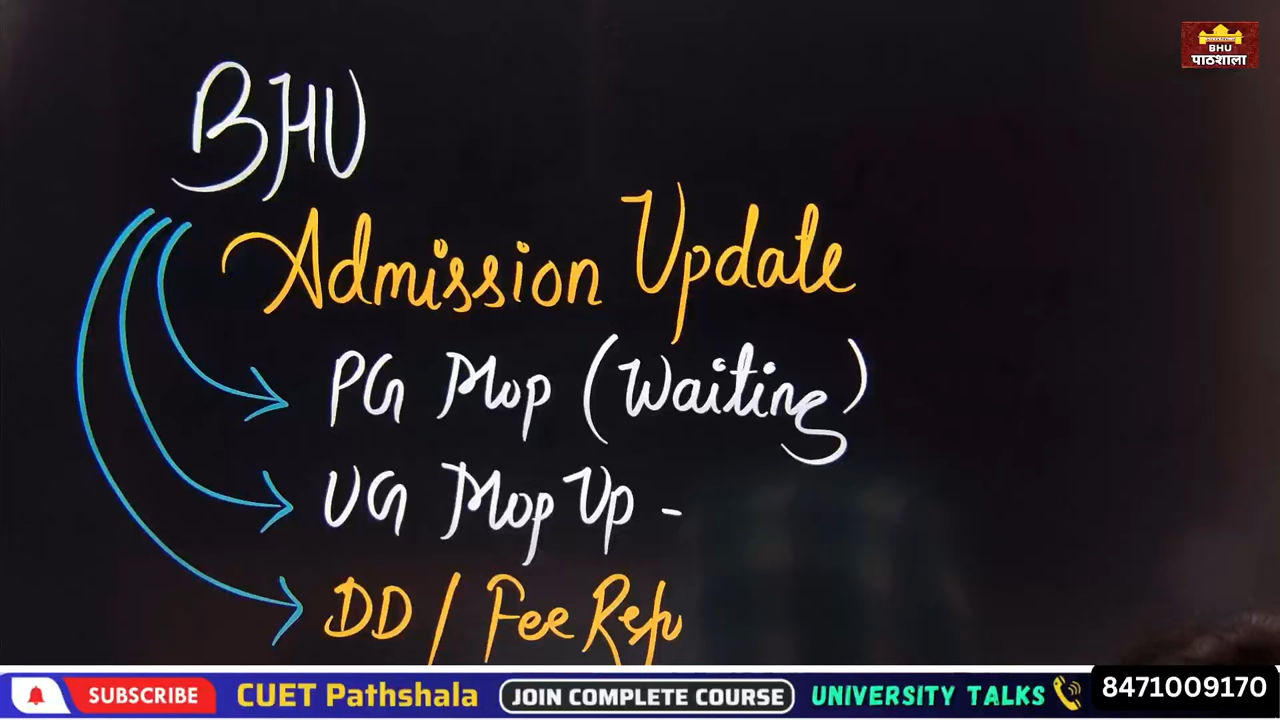 BHU
पाठशाला
BHU
Admission Update
PG Mop (Waiting)
UG Mop Up -
DD / Fee
SUBSCRIBE
CUET Pathshala
JOIN COMPLETE COURSE
UNIVERSITY TALKS
8471009170